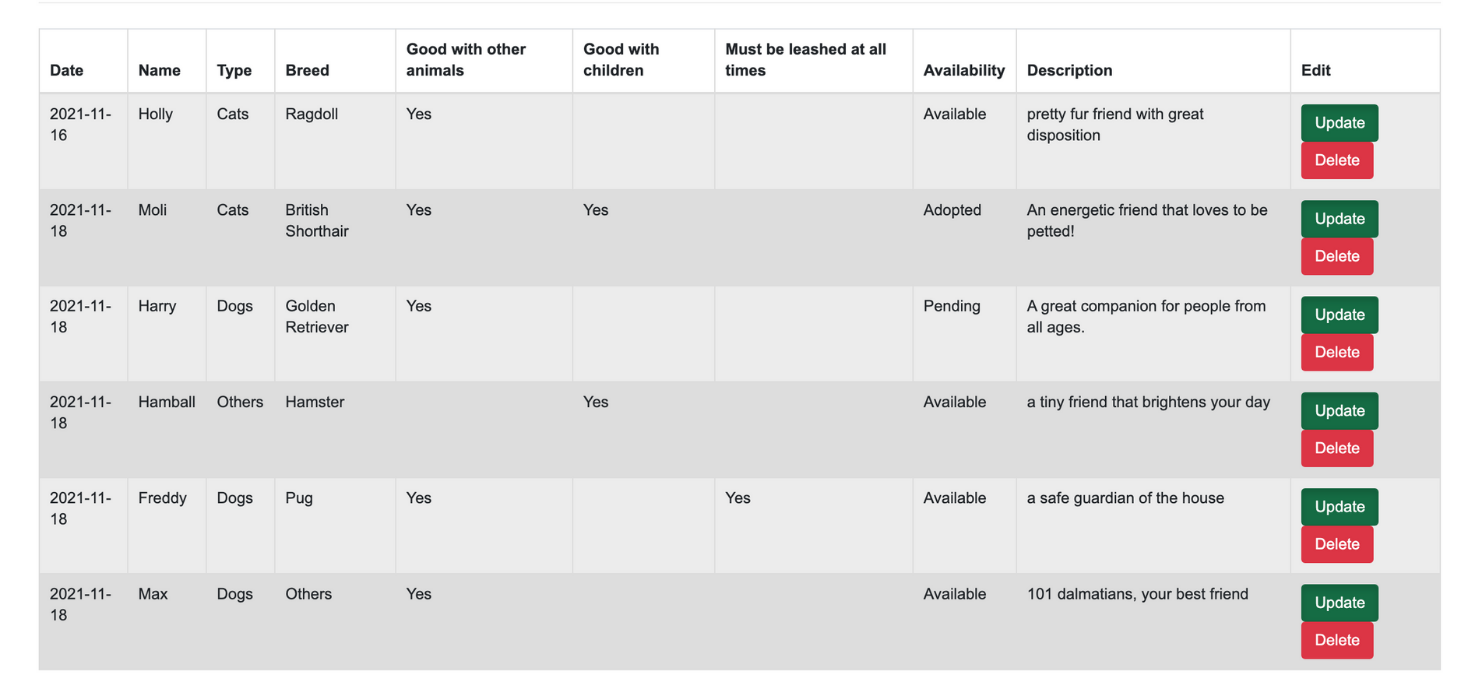 Date Name Type Breed Good with other animals Good with children Must be leashed at all times Availability Description Edit
2021-11-16 Holly Cats Ragdoll Yes Available pretty fur friend with great disposition Update Delete
2021-11-18 Moli Cats British Shorthair Yes Yes Adopted An energetic friend that loves to be petted! Update Delete
2021-11-18 Harry Dogs Golden Retriever Yes Pending A great companion for people from all ages. Update Delete
2021-11-18 Hamball Others Hamster Yes Available a tiny friend that brightens your day Update Delete
2021-11-18 Freddy Dogs Pug Yes Yes Available a safe guardian of the house Update Delete
2021-11-18 Max Dogs Others Yes Available 101 dalmatians, your best friend Update Delete